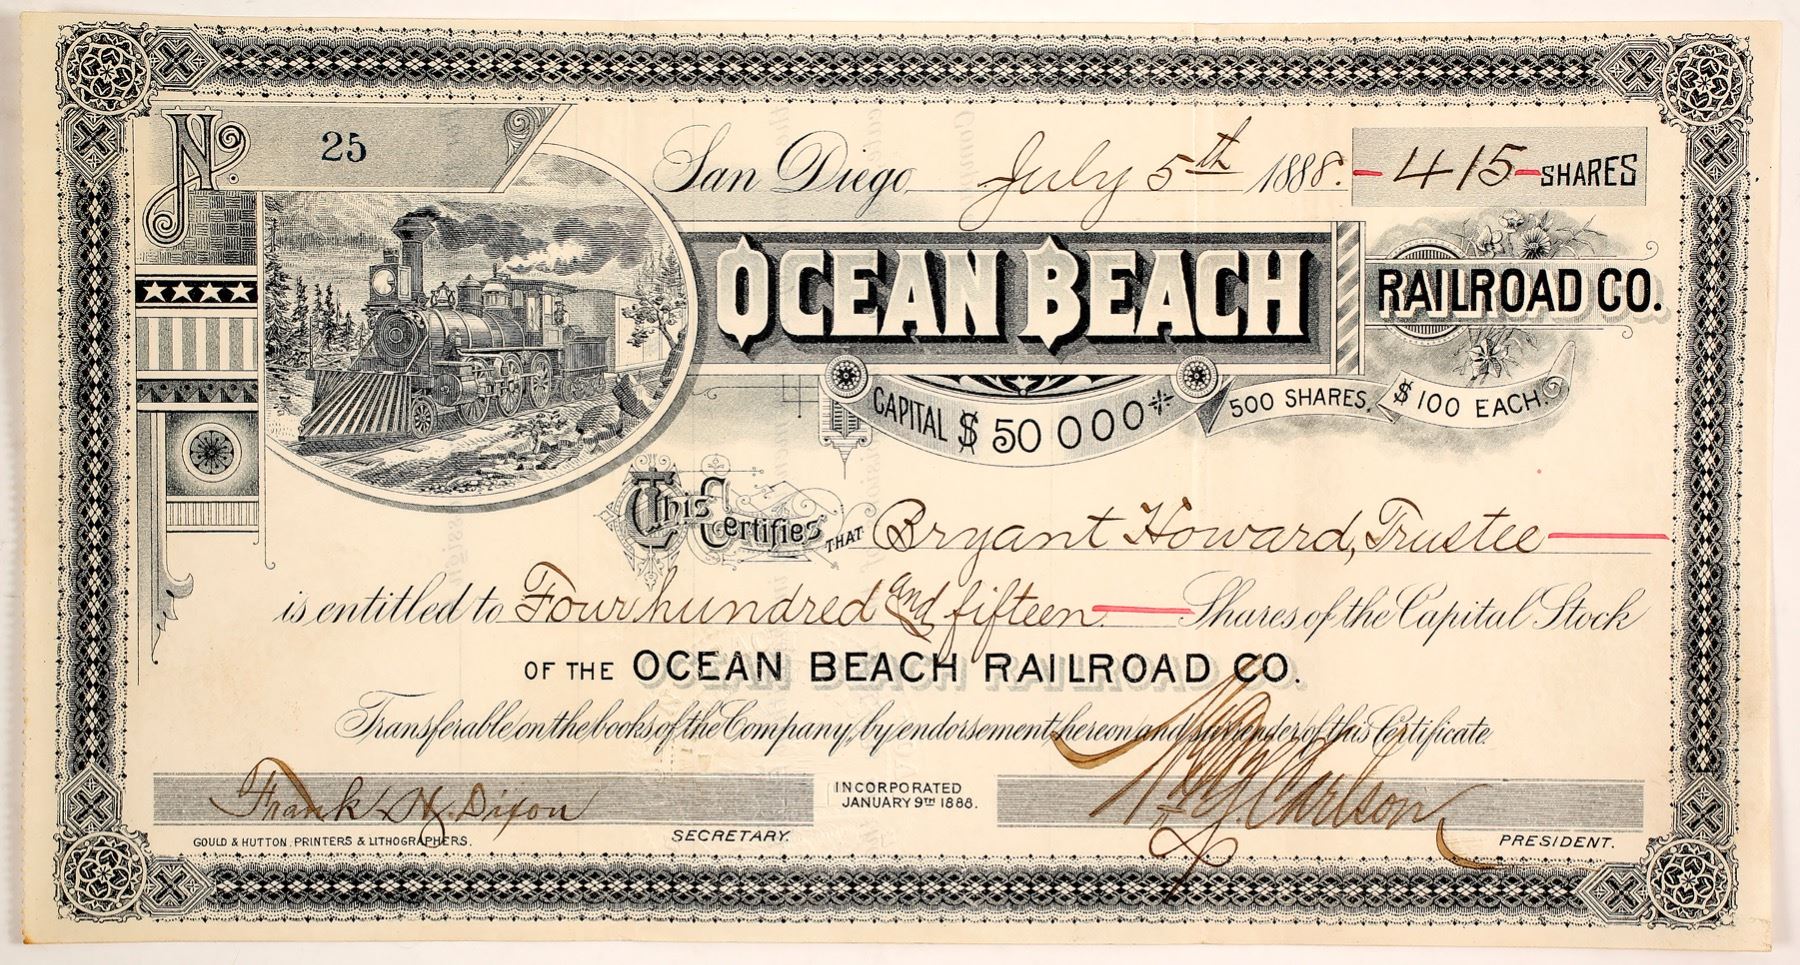 No. 25
San Diego, July 5th 1888. -415- SHARES
OCEAN BEACH RAILROAD CO.
CAPITAL $50000 500 SHARES, $100 EACH.
This Certifies THAT Bryant Howard, Trustee
is entitled to Four hundred and fifteen Shares of the Capital Stock
OF THE OCEAN BEACH RAILROAD CO.
Transferable on the books of the Company, by endorsement hereon and surrender of this Certificate.
Frank H. Dixon INCORPORATED
JANUARY 9TH 1888. Carlson
GOULD & HUTTON, PRINTERS & LITHOGRAPHERS. SECRETARY. PRESIDENT.